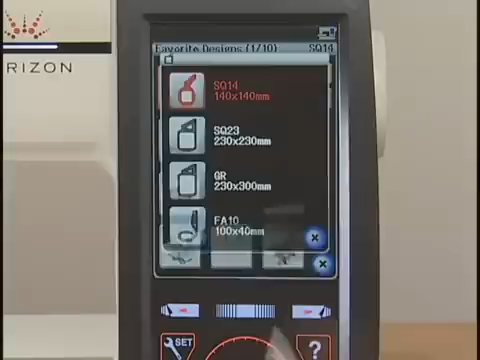 RIZON
Favorite Designs (1/10) SQ14
SQ14
140x140mm
SQ23
230x230mm
GR
230x300mm
FA10
100x40mm
SET
?